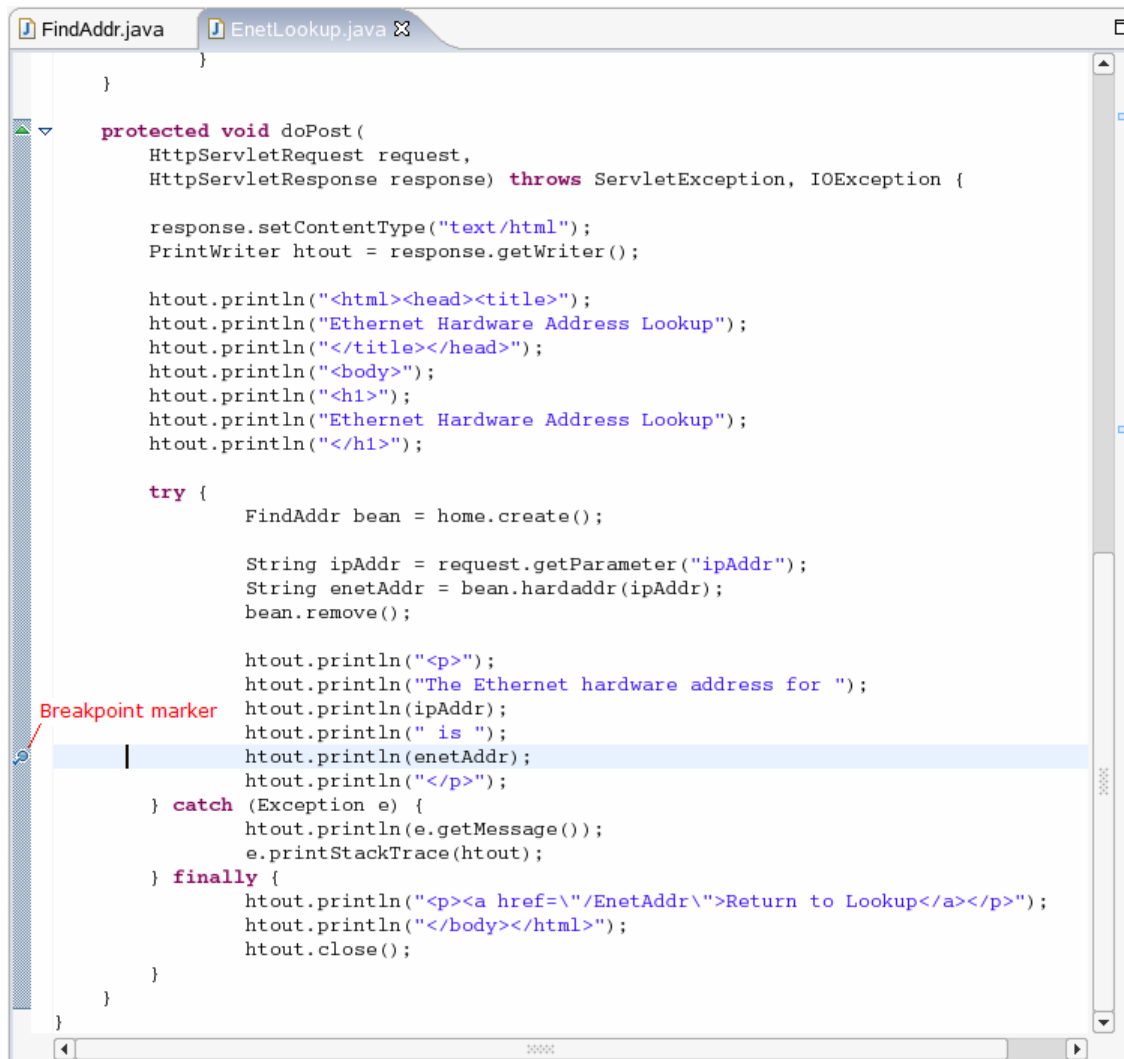 FindAddr.java EnetLookup.java
}
}
protected void doPost(
HttpServletRequest request,
HttpServletResponse response) throws ServletException, IOException {
response.setContentType("text/html");
PrintWriter htout = response.getWriter();
htout.println("<html><head><title>");
htout.println("Ethernet Hardware Address Lookup");
htout.println("</title></head>");
htout.println("<body>");
htout.println("<h1>");
htout.println("Ethernet Hardware Address Lookup");
htout.println("</h1>");
try {
FindAddr bean = home.create();
String ipAddr = request.getParameter("ipAddr");
String enetAddr = bean.hardaddr(ipAddr);
bean.remove();
htout.println("<p>");
htout.println("The Ethernet hardware address for ");
Breakpoint marker htout.println(ipAddr);
htout.println(" is ");
htout.println(enetAddr);
htout.println("</p>");
} catch (Exception e) {
htout.println(e.getMessage());
e.printStackTrace(htout);
} finally {
htout.println("<p><a href=\"/EnetAddr\">Return to Lookup</a></p>");
htout.println("</body></html>");
htout.close();
}
}
}